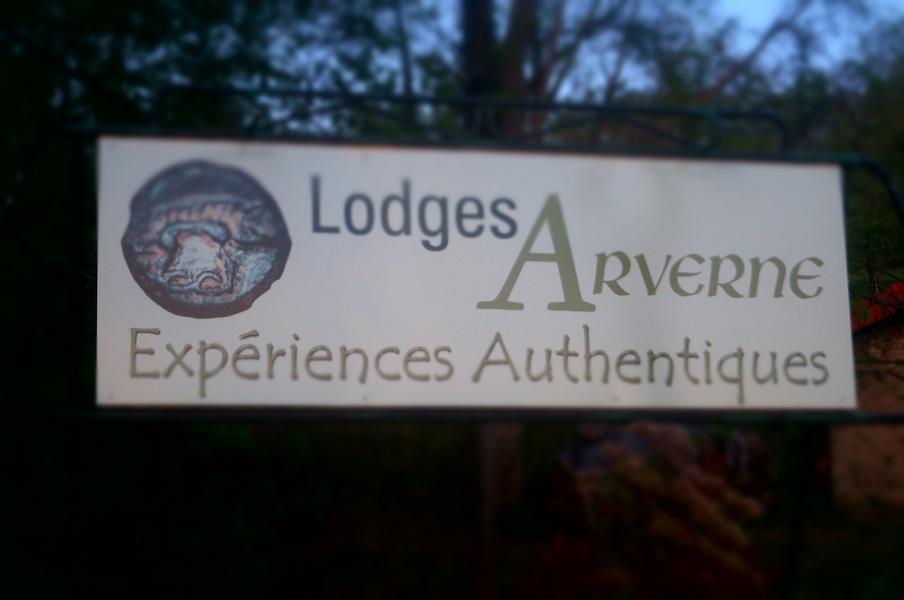 Lodges Arverne
Expériences Authentiques